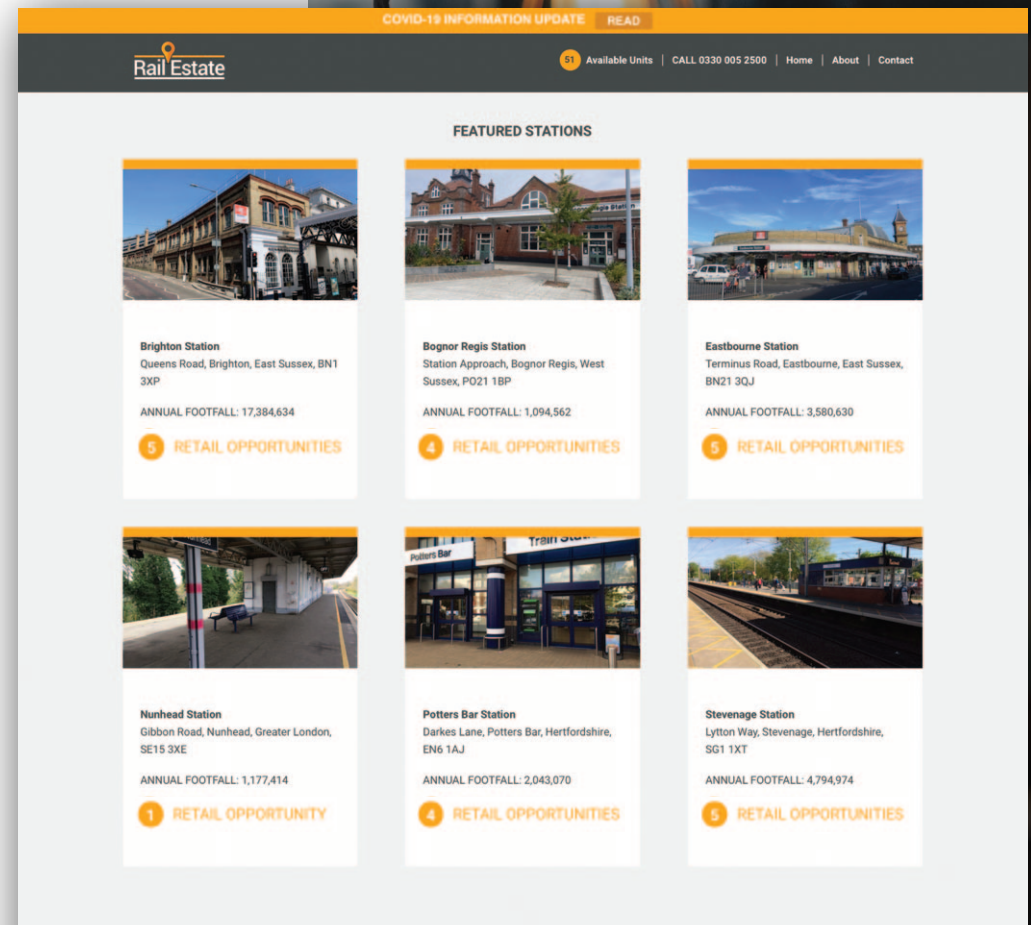 COVID-19 INFORMATION UPDATE READ
Rail Estate
51 Available Units | CALL 0330 005 2500 | Home | About | Contact
FEATURED STATIONS
Brighton Station
Queens Road, Brighton, East Sussex, BN1
3XP
ANNUAL FOOTFALL: 17,384,634
5 RETAIL OPPORTUNITIES
Bognor Regis Station
Station Approach, Bognor Regis, West
Sussex, PO21 1BP
ANNUAL FOOTFALL: 1,094,562
4 RETAIL OPPORTUNITIES
Eastbourne Station
Terminus Road, Eastbourne, East Sussex,
BN21 3QJ
ANNUAL FOOTFALL: 3,580,630
5 RETAIL OPPORTUNITIES
Potters Bar
Nunhead Station
Gibbon Road, Nunhead, Greater London,
SE15 3XE
ANNUAL FOOTFALL: 1,177,414
1 RETAIL OPPORTUNITY
Potters Bar Station
Darkes Lane, Potters Bar, Hertfordshire,
EN6 1AJ
ANNUAL FOOTFALL: 2,043,070
4 RETAIL OPPORTUNITIES
Stevenage Station
Lytton Way, Stevenage, Hertfordshire,
SG1 1XT
ANNUAL FOOTFALL: 4,794,974
5 RETAIL OPPORTUNITIES